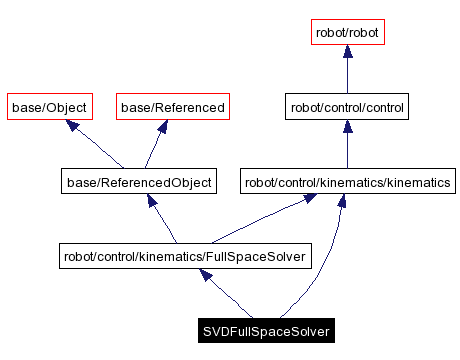 robot/robot
base/Object
base/Referenced
robot/control/control
base/ReferencedObject
robot/control/kinematics/kinematics
robot/control/kinematics/FullSpaceSolver
SVDFullSpaceSolver